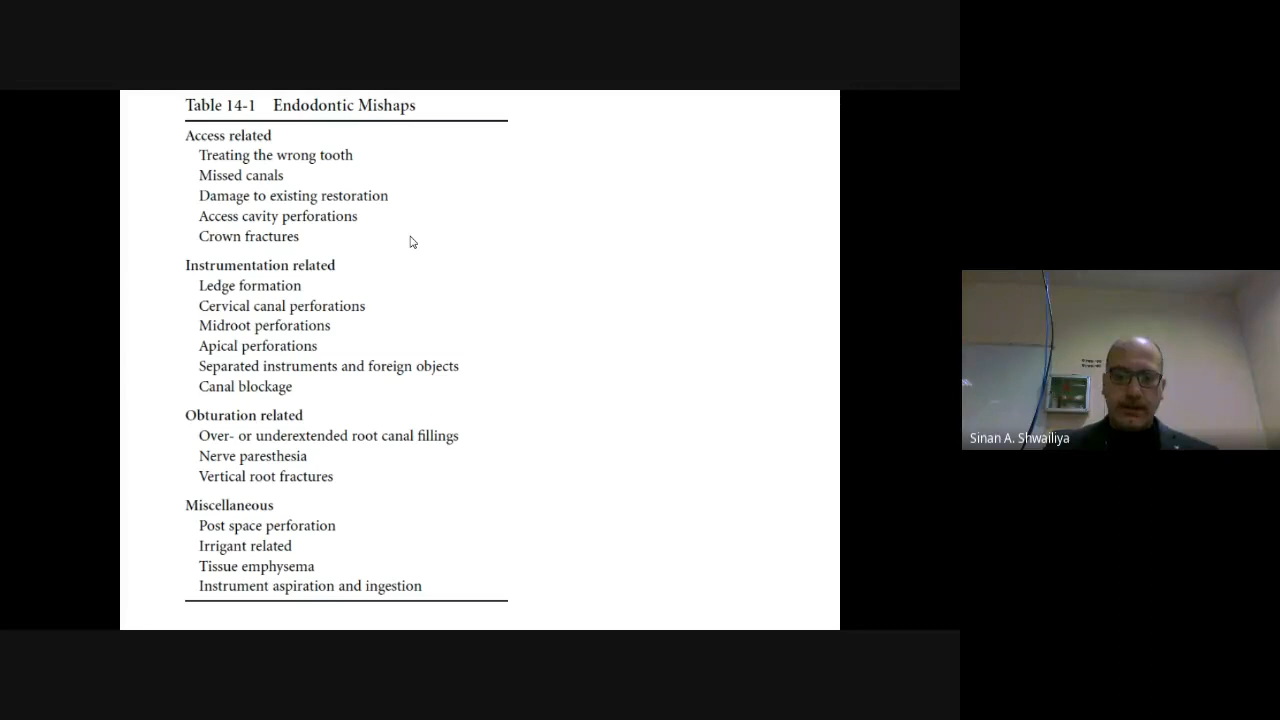 Table 14-1 Endodontic Mishaps
Access related
Treating the wrong tooth
Missed canals
Damage to existing restoration
Access cavity perforations
Crown fractures
Instrumentation related
Ledge formation
Cervical canal perforations
Midroot perforations
Apical perforations
Separated instruments and foreign objects
Canal blockage
Obturation related
Over- or underextended root canal fillings
Nerve paresthesia
Vertical root fractures
Miscellaneous
Post space perforation
Irrigant related
Tissue emphysema
Instrument aspiration and ingestion
Sinan A. Shwailiya